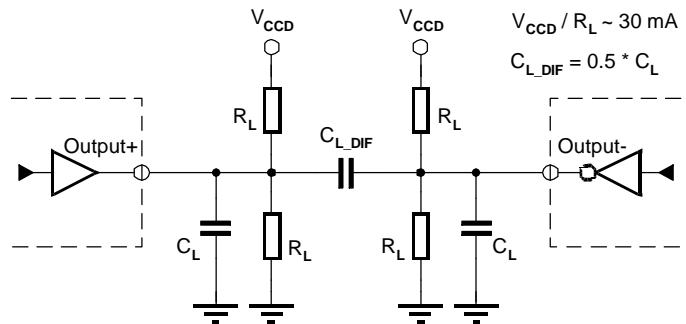 V_CCD V_CCD V_CCD / R_L ~ 30 mA
C_L_DIF = 0.5 * C_L
R_L R_L
Output+ C_L_DIF Output-
C_L R_L R_L C_L